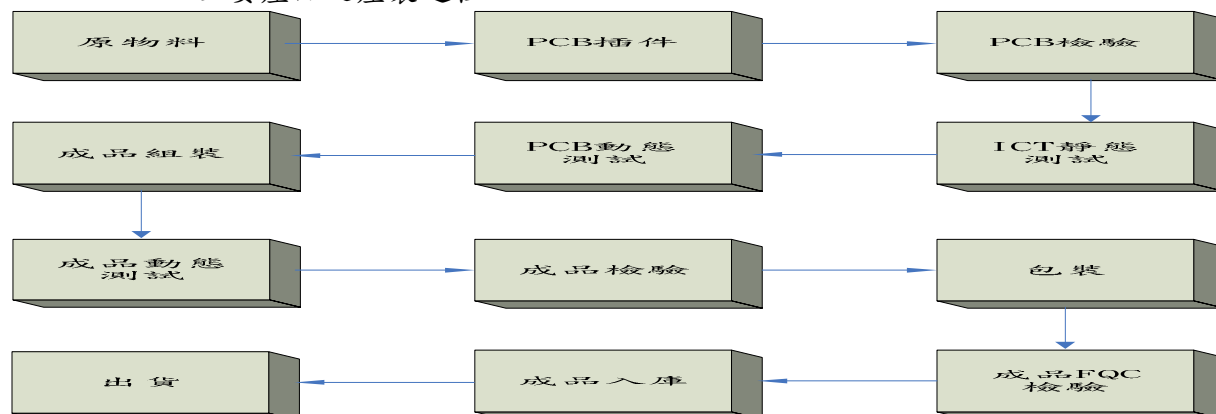 原物料
PCB插件
PCB檢驗
ICT靜態
測試
PCB動態
測試
成品組裝
成品動態
測試
成品檢驗
包裝
成品FQC
檢驗
成品入庫
出貨